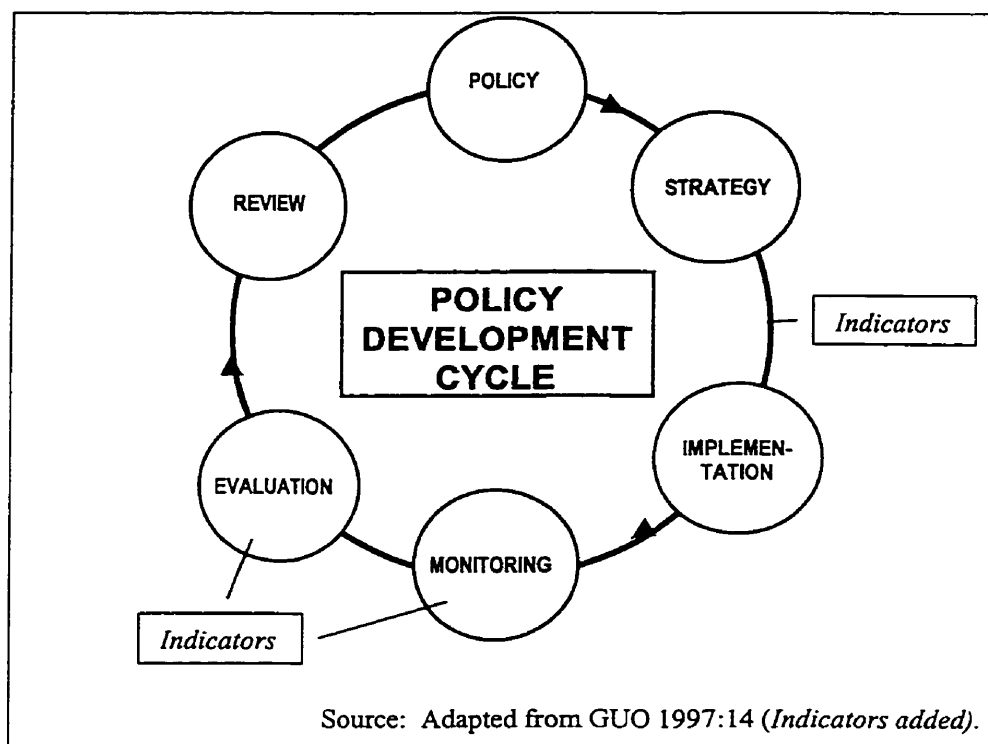 POLICY
STRATEGY
REVIEW
POLICY
DEVELOPMENT
CYCLE
Indicators
IMPLEMEN-
TATION
EVALUATION
MONITORING
Indicators
Source: Adapted from GUO 1997:14 (Indicators added).